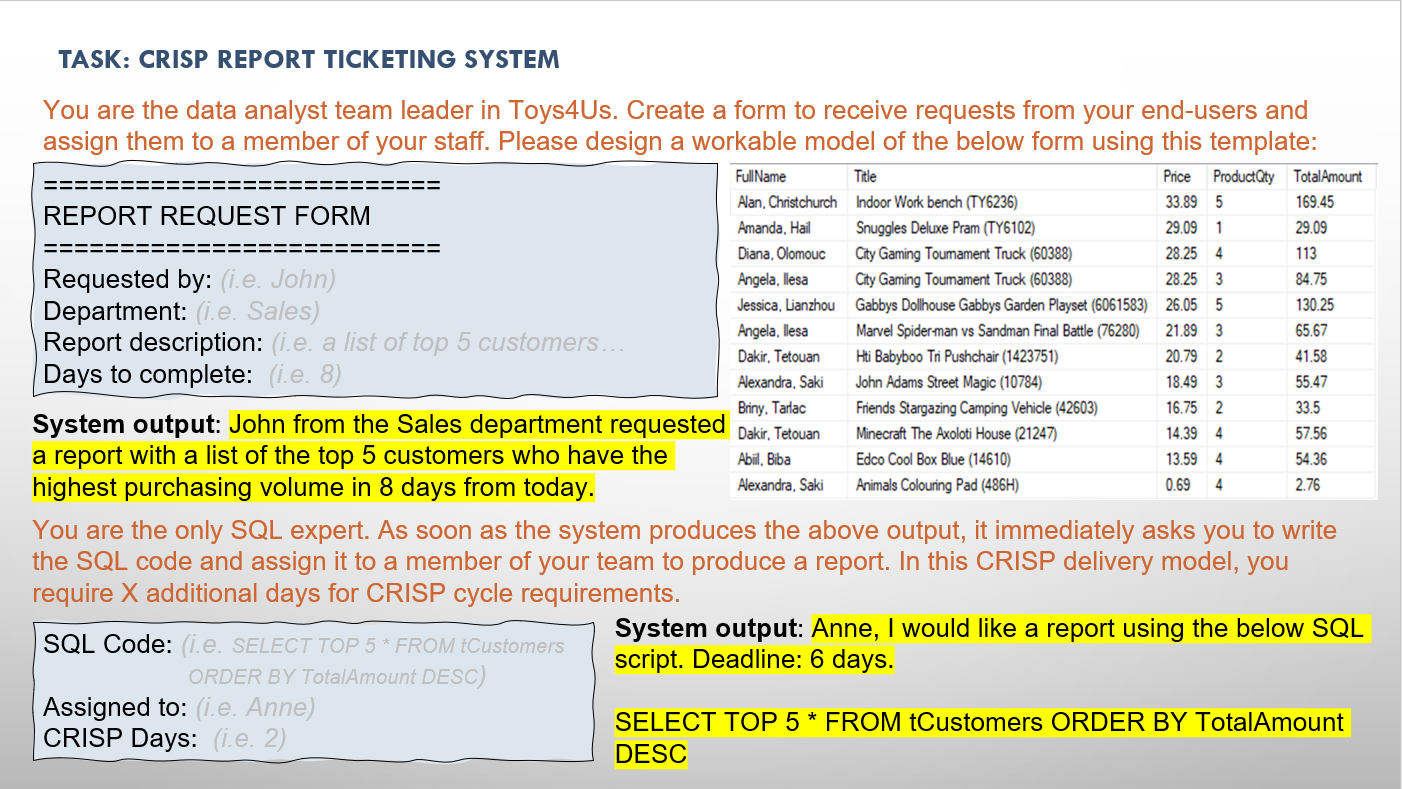 TASK: CRISP REPORT TICKETING SYSTEM
You are the data analyst team leader in Toys4Us. Create a form to receive requests from your end-users and
assign them to a member of your staff. Please design a workable model of the below form using this template:
==========================
REPORT REQUEST FORM
==========================
Requested by: (i.e. John)
Department: (i.e. Sales)
Report description: (i.e. a list of top 5 customers…
Days to complete: (i.e. 8)
FullName Title Price ProductQty TotalAmount
Alan, Christchurch Indoor Work bench (TY6236) 33.89 5 169.45
Amanda, Hail Snuggles Deluxe Pram (TY6102) 29.09 1 29.09
Diana, Olomouc City Gaming Tournament Truck (60388) 28.25 4 113
Angela, Ilesa City Gaming Tournament Truck (60388) 28.25 3 84.75
Jessica, Lianzhou Gabbys Dollhouse Gabbys Garden Playset (6061583) 26.05 5 130.25
Angela, Ilesa Marvel Spider-man vs Sandman Final Battle (76280) 21.89 3 65.67
Dakir, Tetouan Hti Babyboo Tri Pushchair (1423751) 20.79 2 41.58
Alexandra, Saki John Adams Street Magic (10784) 18.49 3 55.47
Briny, Tarlac Friends Stargazing Camping Vehicle (42603) 16.75 2 33.5
Dakir, Tetouan Minecraft The Axoloti House (21247) 14.39 4 57.56
Abiil, Biba Edco Cool Box Blue (14610) 13.59 4 54.36
Alexandra, Saki Animals Colouring Pad (486H) 0.69 4 2.76
System output: John from the Sales department requested
a report with a list of the top 5 customers who have the
highest purchasing volume in 8 days from today.
You are the only SQL expert. As soon as the system produces the above output, it immediately asks you to write
the SQL code and assign it to a member of your team to produce a report. In this CRISP delivery model, you
require X additional days for CRISP cycle requirements.
SQL Code: (i.e. SELECT TOP 5 * FROM tCustomers
ORDER BY TotalAmount DESC)
Assigned to: (i.e. Anne)
CRISP Days: (i.e. 2)
System output: Anne, I would like a report using the below SQL
script. Deadline: 6 days.
SELECT TOP 5 * FROM tCustomers ORDER BY TotalAmount
DESC